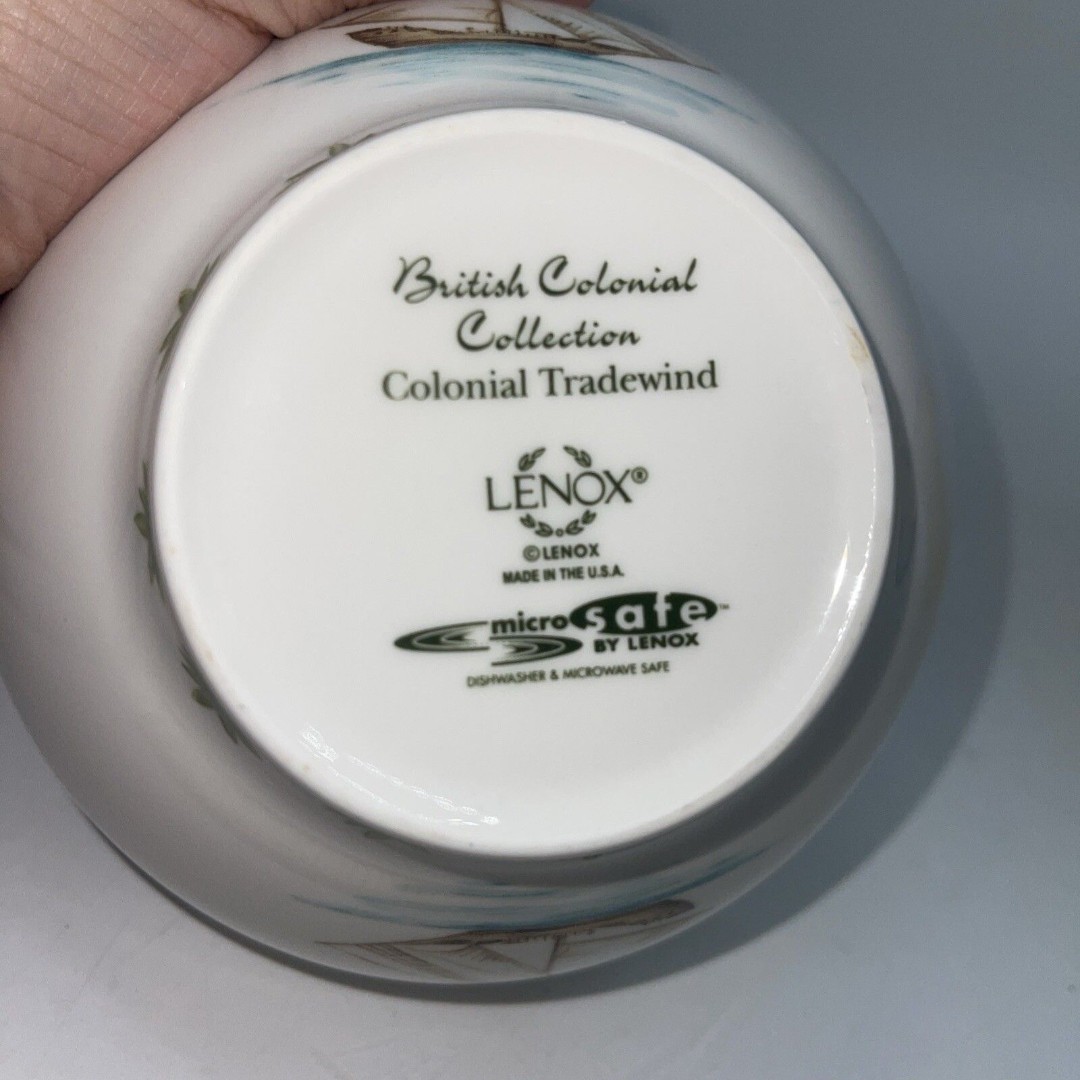 British Colonial
Collection
Colonial Tradewind
LENOX®
© LENOX
MADE IN THE U.S.A.
micro safe™
BY LENOX
DISHWASHER & MICROWAVE SAFE